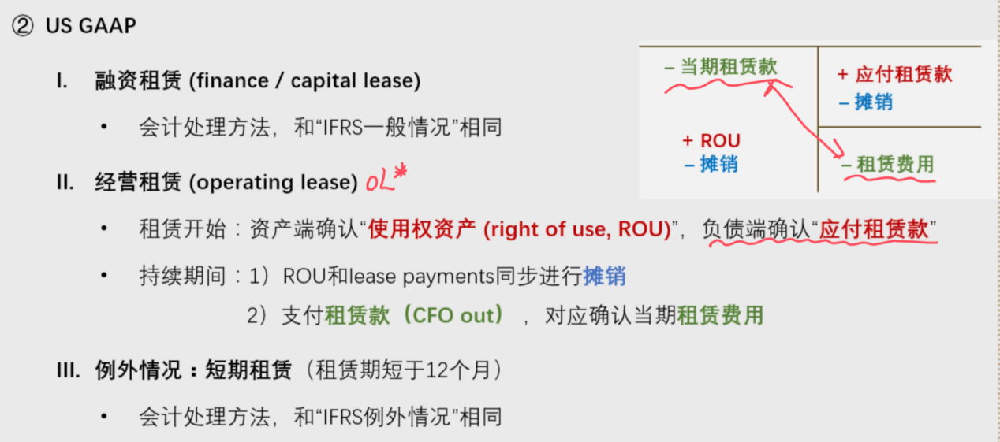 ② US GAAP
I. 融资租赁 (finance / capital lease)
• 会计处理方法，和“IFRS一般情况”相同
II. 经营租赁 (operating lease) OL*
• 租赁开始：资产端确认“使用权资产 (right of use, ROU)”，负债端确认“应付租赁款”
• 持续期间：1）ROU和lease payments同步进行摊销
2）支付租赁款（CFO out），对应确认当期租赁费用
III. 例外情况：短期租赁（租赁期短于12个月）
• 会计处理方法，和“IFRS例外情况”相同
– 当期租赁款
+ ROU
– 摊销
+ 应付租赁款
– 摊销
– 租赁费用